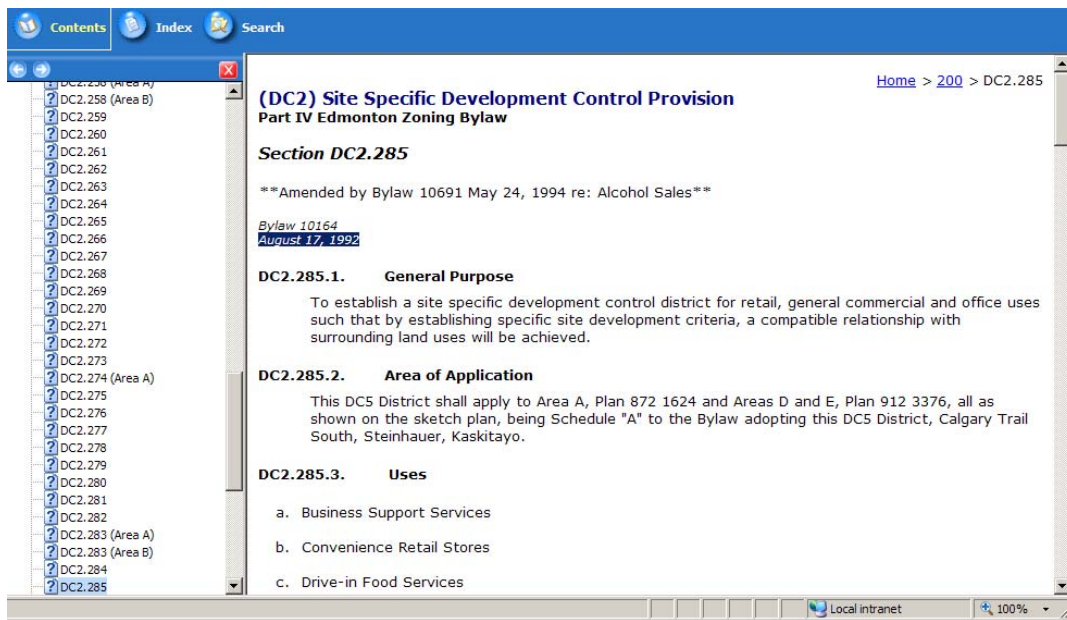 Contents Index Search
DC2.258 (Area A)
DC2.258 (Area B)
DC2.259
DC2.260
DC2.261
DC2.262
DC2.263
DC2.264
DC2.265
DC2.266
DC2.267
DC2.268
DC2.269
DC2.270
DC2.271
DC2.272
DC2.273
DC2.274 (Area A)
DC2.275
DC2.276
DC2.277
DC2.278
DC2.279
DC2.280
DC2.281
DC2.282
DC2.283 (Area A)
DC2.283 (Area B)
DC2.284
DC2.285
Home > 200 > DC2.285
(DC2) Site Specific Development Control Provision
Part IV Edmonton Zoning Bylaw
Section DC2.285
**Amended by Bylaw 10691 May 24, 1994 re: Alcohol Sales**
Bylaw 10164
August 17, 1992
DC2.285.1. General Purpose
To establish a site specific development control district for retail, general commercial and office uses
such that by establishing specific site development criteria, a compatible relationship with
surrounding land uses will be achieved.
DC2.285.2. Area of Application
This DC5 District shall apply to Area A, Plan 872 1624 and Areas D and E, Plan 912 3376, all as
shown on the sketch plan, being Schedule "A" to the Bylaw adopting this DC5 District, Calgary Trail
South, Steinhauer, Kaskitayo.
DC2.285.3. Uses
a. Business Support Services
b. Convenience Retail Stores
c. Drive-in Food Services
Local intranet 100%